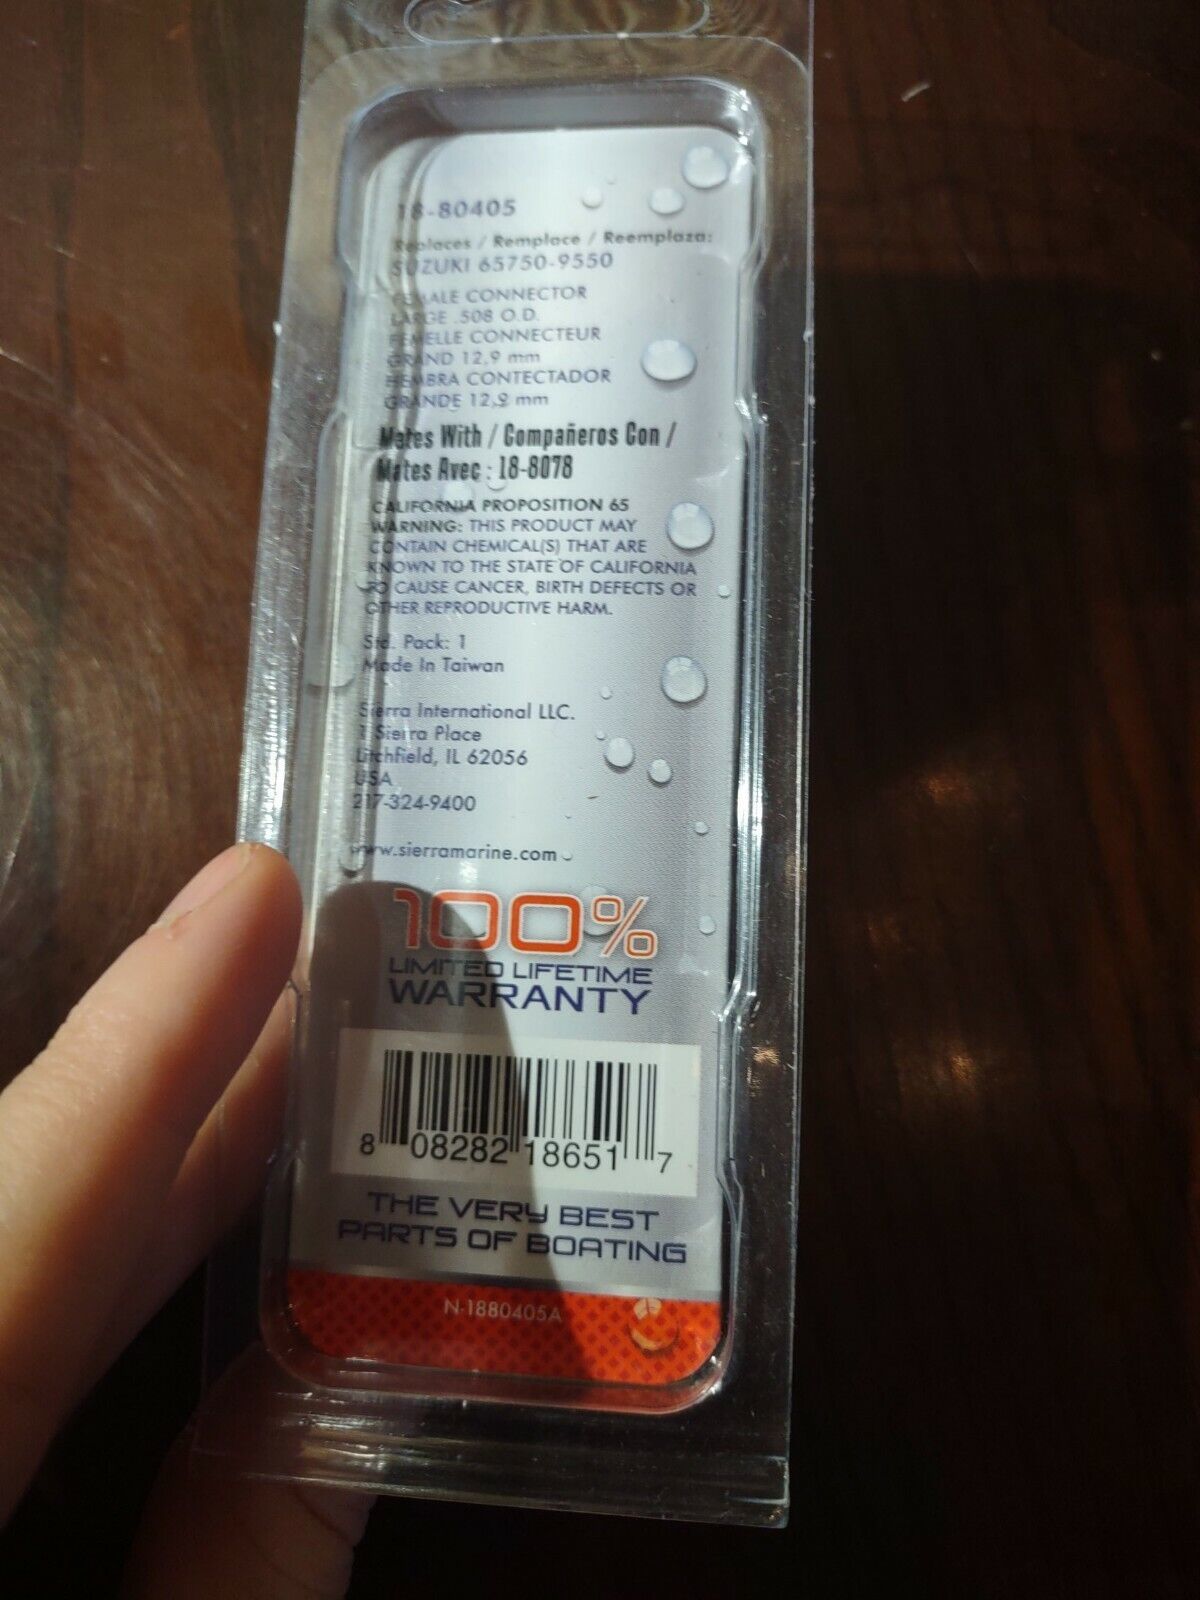 18-80405
Replaces / Remplace / Reemplaza:
SUZUKI 65750-9550
FEMALE CONNECTOR
LARGE .508 O.D.
FEMELLE CONNECTEUR
GRAND 12,9 mm
HEMBRA CONTECTADOR
GRANDE 12,9 mm
Mates With / Compañeros Con /
Mates Avec : 18-8078
CALIFORNIA PROPOSITION 65
WARNING: THIS PRODUCT MAY
CONTAIN CHEMICAL(S) THAT ARE
KNOWN TO THE STATE OF CALIFORNIA
TO CAUSE CANCER, BIRTH DEFECTS OR
OTHER REPRODUCTIVE HARM.
Std. Pack: 1
Made In Taiwan
Sierra International LLC.
1 Sierra Place
Litchfield, IL 62056
USA
217-324-9400
www.sierramarine.com
100%
LIMITED LIFETIME
WARRANTY
8 08282 18651 7
THE VERY BEST
PARTS OF BOATING
N-1880405A